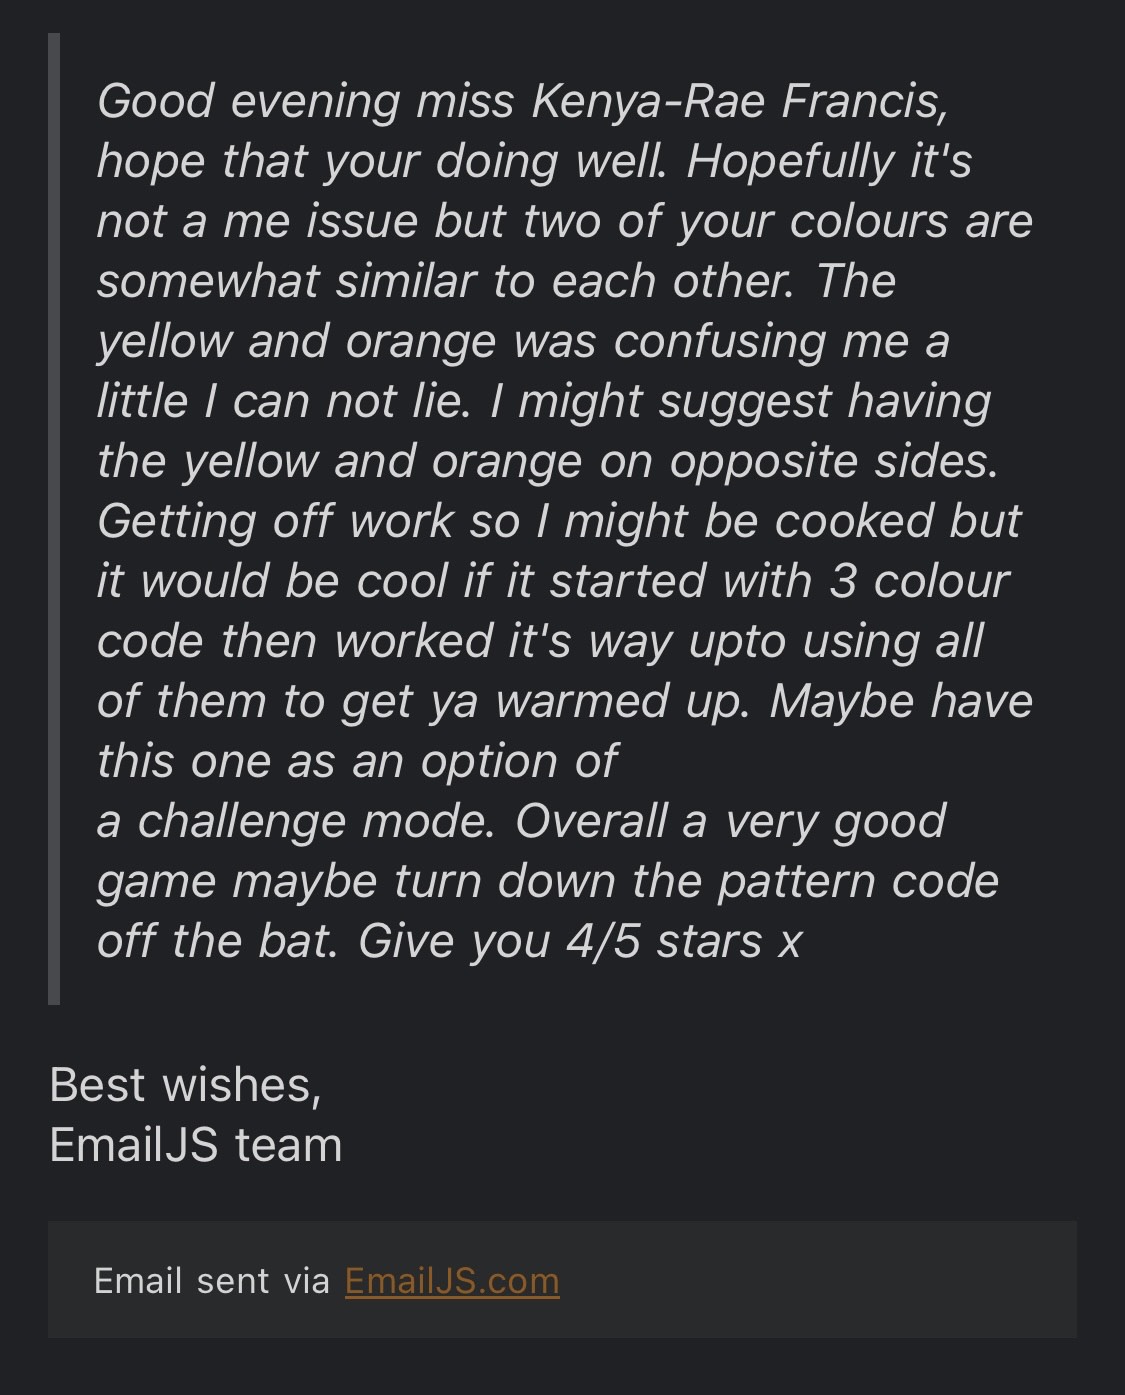 Good evening miss Kenya-Rae Francis,
hope that your doing well. Hopefully it's
not a me issue but two of your colours are
somewhat similar to each other. The
yellow and orange was confusing me a
little I can not lie. I might suggest having
the yellow and orange on opposite sides.
Getting off work so I might be cooked but
it would be cool if it started with 3 colour
code then worked it's way upto using all
of them to get ya warmed up. Maybe have
this one as an option of
a challenge mode. Overall a very good
game maybe turn down the pattern code
off the bat. Give you 4/5 stars x
Best wishes,
EmailJS team
Email sent via EmailJS.com